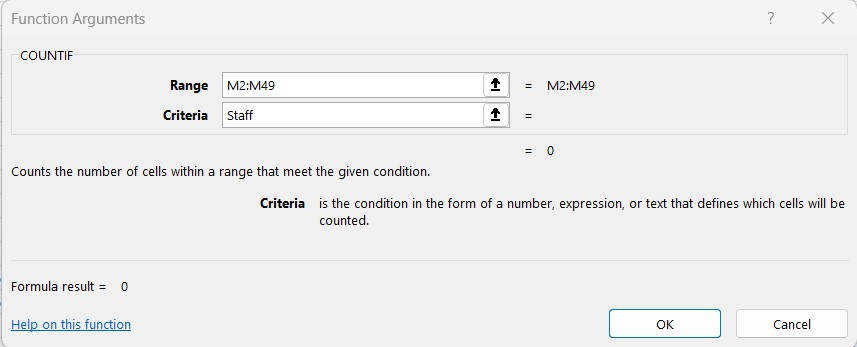 Function Arguments ? ×
COUNTIF
Range M2:M49 = M2:M49
Criteria Staff =
= 0
Counts the number of cells within a range that meet the given condition.
Criteria is the condition in the form of a number, expression, or text that defines which cells will be
counted.
Formula result = 0
Help on this function OK Cancel